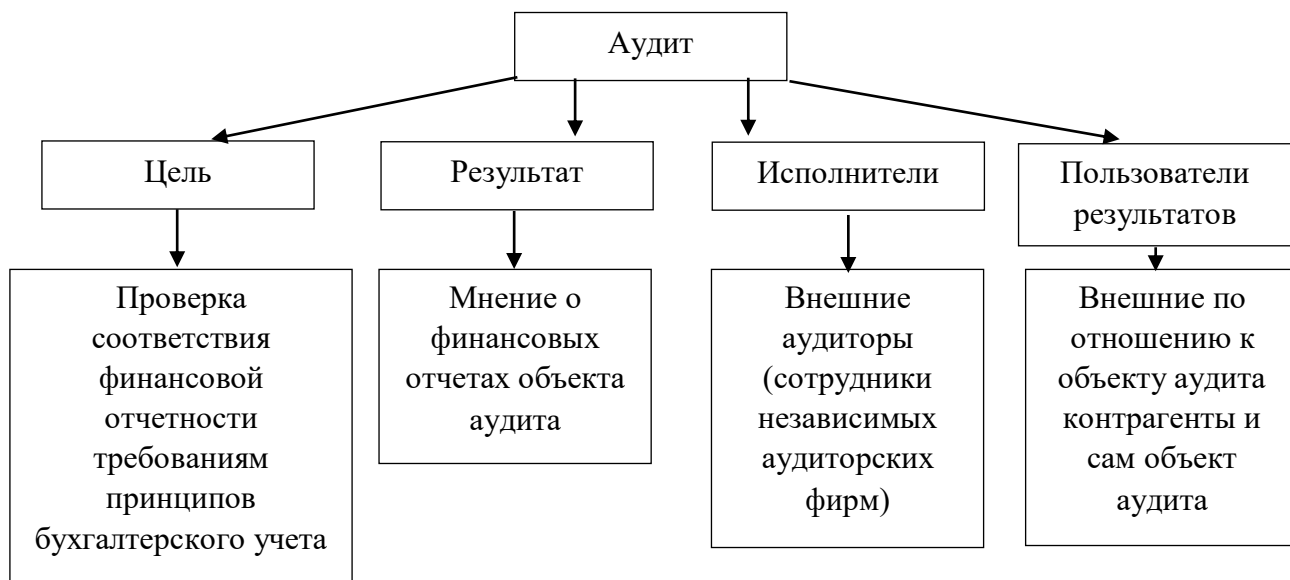 Аудит
Цель
Результат
Исполнители
Пользователи
результатов
Проверка
соответствия
финансовой
отчетности
требованиям
принципов
бухгалтерского учета
Мнение о
финансовых
отчетах объекта
аудита
Внешние
аудиторы
(сотрудники
независимых
аудиторских
фирм)
Внешние по
отношению к
объекту аудита
контрагенты и
сам объект
аудита